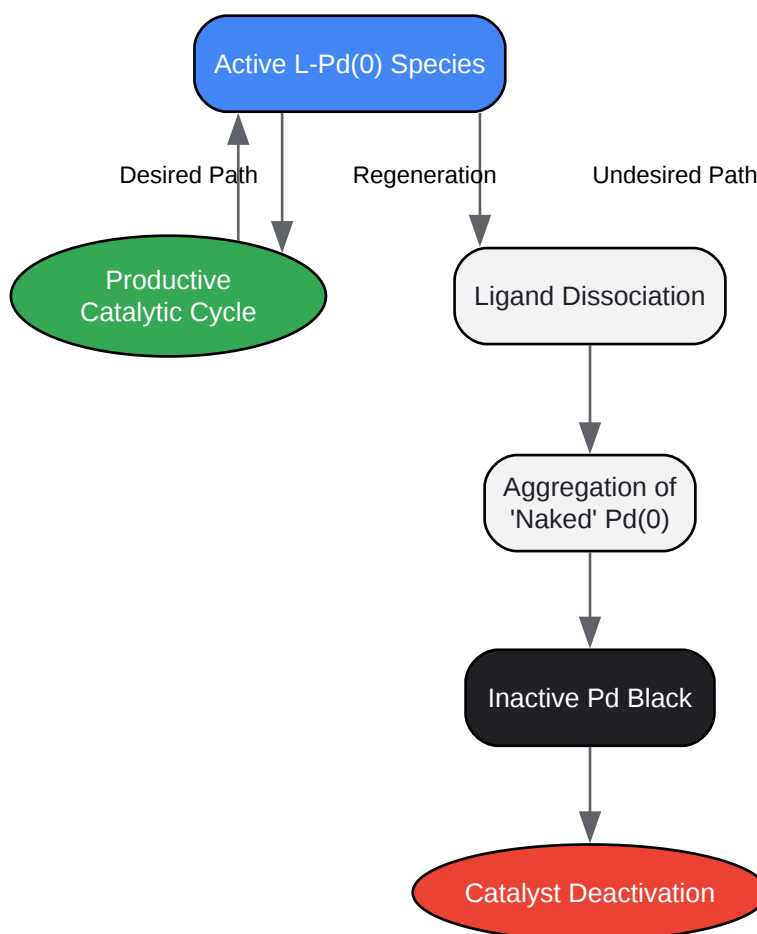 Active L-Pd(0) Species
Desired Path
Regeneration
Undesired Path
Productive
Catalytic Cycle
Ligand Dissociation
Aggregation of
'Naked' Pd(0)
Inactive Pd Black
Catalyst Deactivation